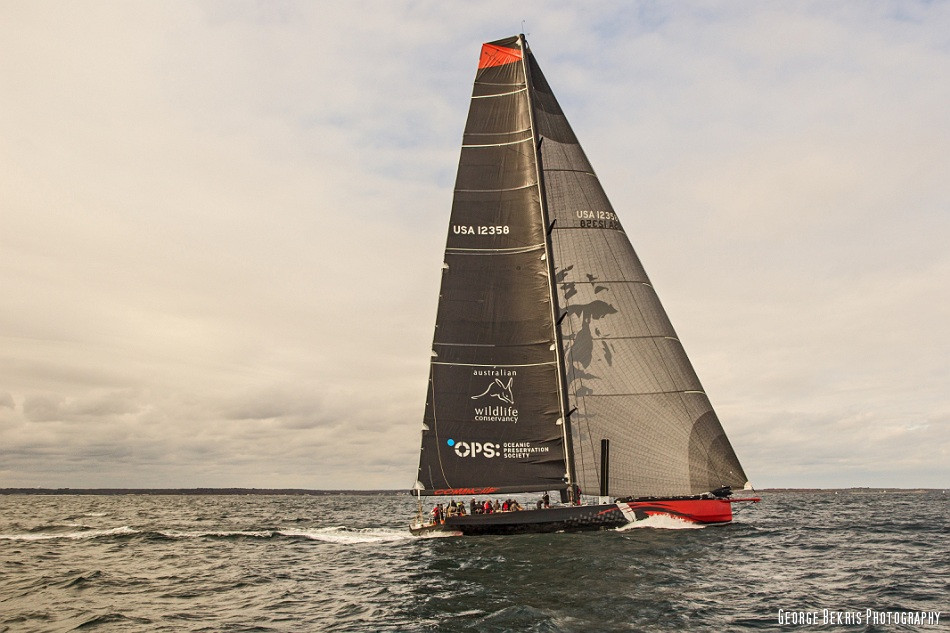 USA 12358
USA 12358
australian
wildlife
conservancy
OPS:
OCEANIC
PRESERVATION
SOCIETY
GEORGE BEKRIS PHOTOGRAPHY